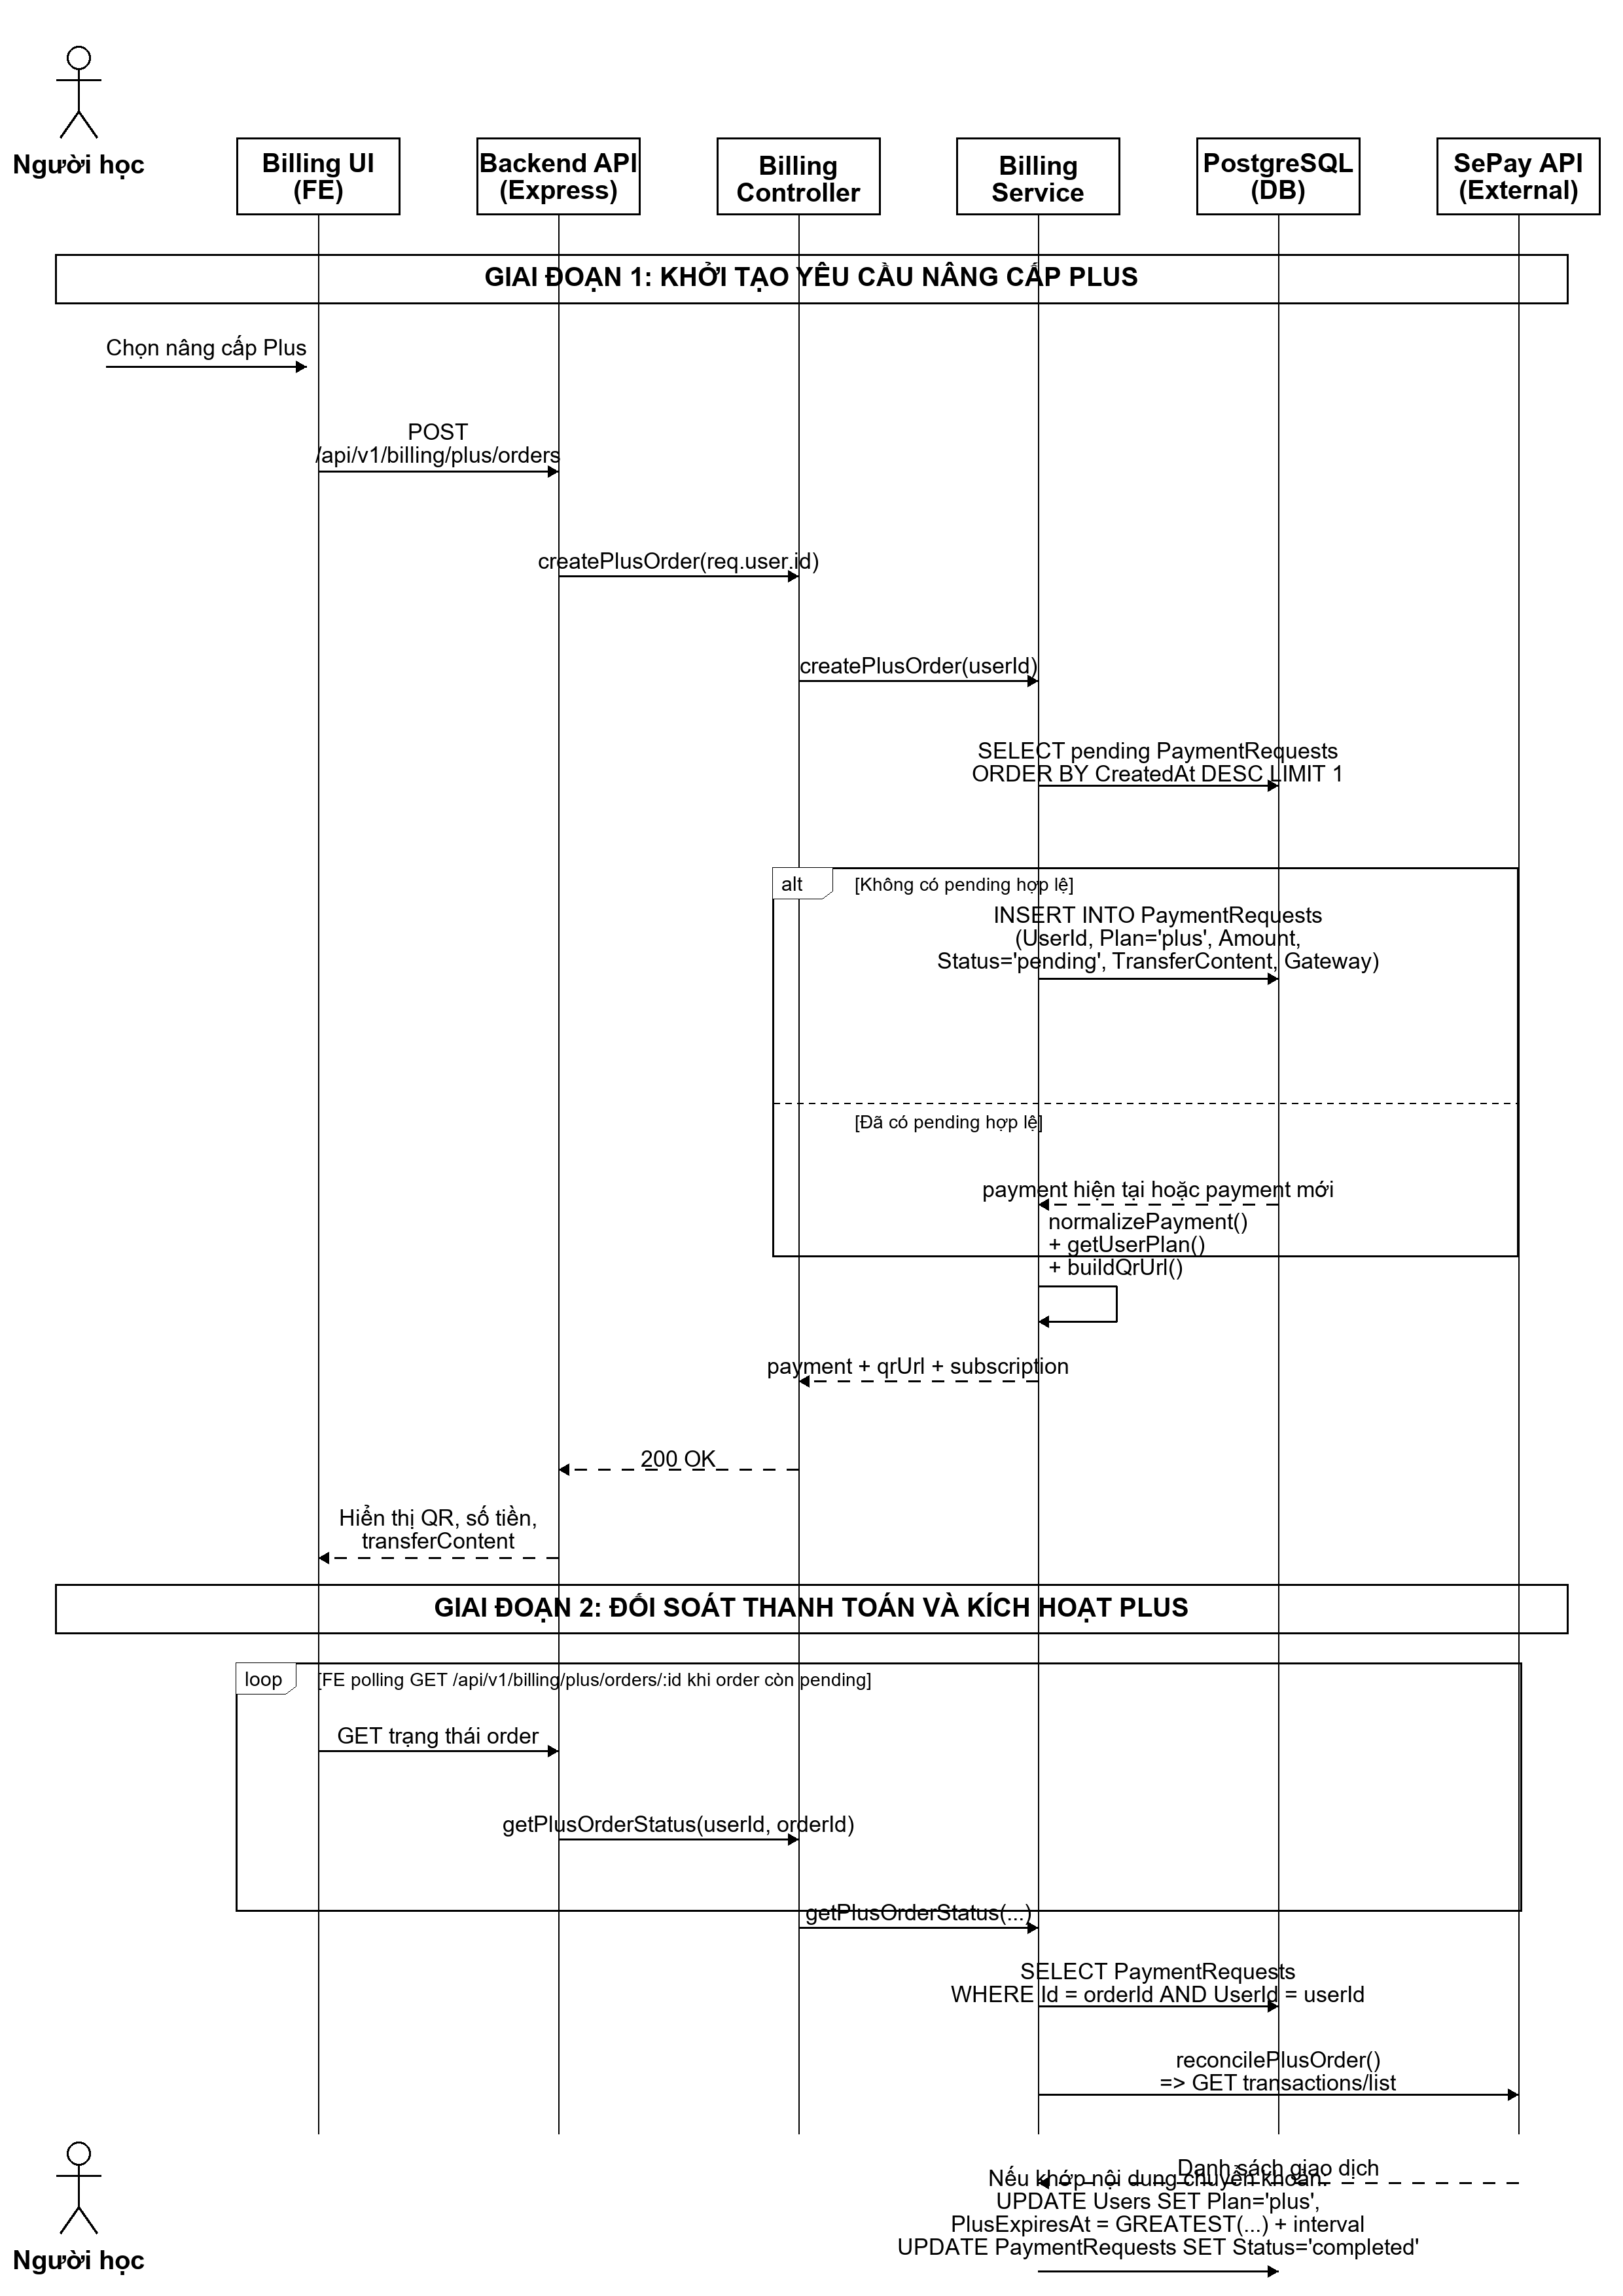 Người học
Billing UI
(FE)
Backend API
(Express)
Billing
Controller
Billing
Service
PostgreSQL
(DB)
SePay API
(External)
GIAI ĐOẠN 1: KHỞI TẠO YÊU CẦU NÂNG CẤP PLUS
Chọn nâng cấp Plus
POST
/api/v1/billing/plus/orders
createPlusOrder(req.user.id)
createPlusOrder(userId)
SELECT pending PaymentRequests
ORDER BY CreatedAt DESC LIMIT 1
alt
[Không có pending hợp lệ]
INSERT INTO PaymentRequests
(UserId, Plan='plus', Amount,
Status='pending', TransferContent, Gateway)
[Đã có pending hợp lệ]
payment hiện tại hoặc payment mới
normalizePayment()
+ getUserPlan()
+ buildQrUrl()
payment + qrUrl + subscription
200 OK
Hiển thị QR, số tiền,
transferContent
GIAI ĐOẠN 2: ĐỐI SOÁT THANH TOÁN VÀ KÍCH HOẠT PLUS
loop
[FE polling GET /api/v1/billing/plus/orders/:id khi order còn pending]
GET trạng thái order
getPlusOrderStatus(userId, orderId)
getPlusOrderStatus(...)
SELECT PaymentRequests
WHERE Id = orderId AND UserId = userId
reconcilePlusOrder()
=> GET transactions/list
Danh sách giao dịch
Nếu khớp nội dung chuyển khoản:
UPDATE Users SET Plan='plus',
PlusExpiresAt = GREATEST(...) + interval
UPDATE PaymentRequests SET Status='completed'
Người học